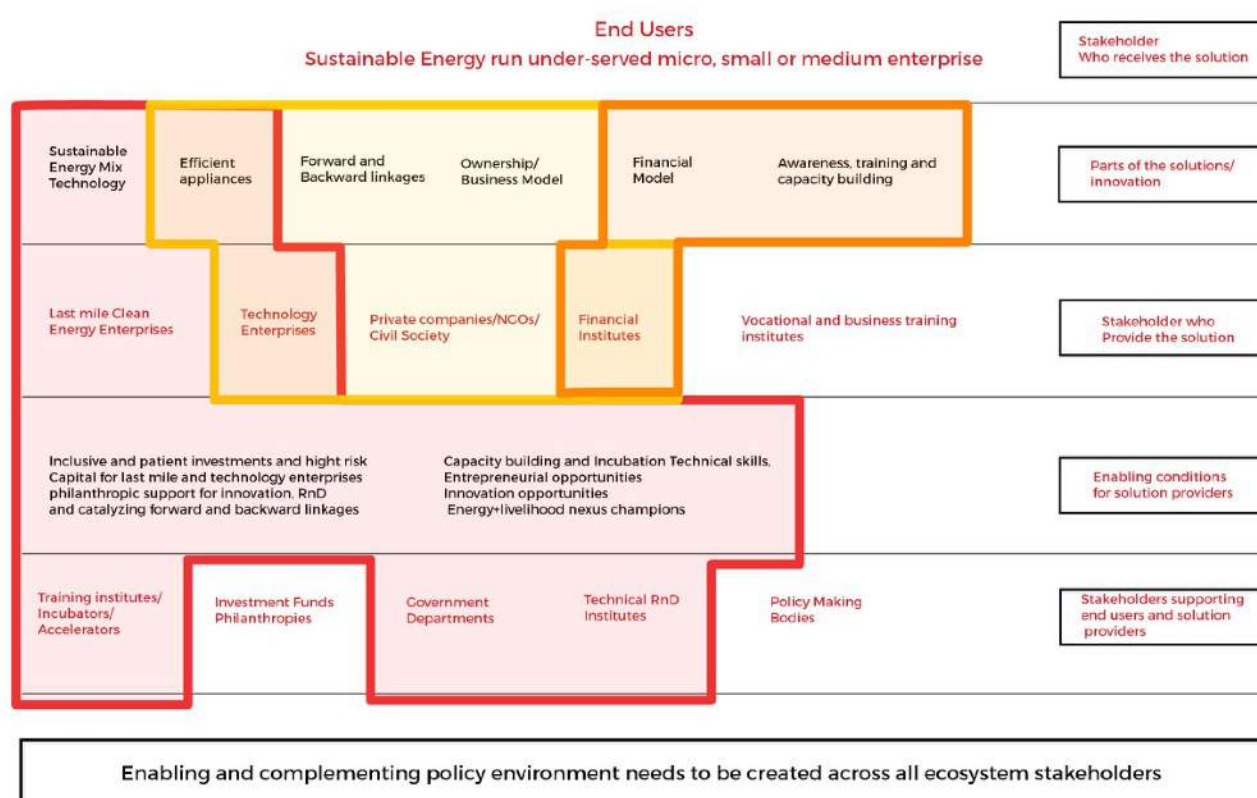 End Users
Sustainable Energy run under-served micro, small or medium enterprise
Stakeholder
Who receives the solution
Sustainable
Energy Mix
Technology
Efficient
appliances
Forward and
Backward linkages
Ownership/
Business Model
Financial
Model
Awareness, training and
capacity building
Parts of the solutions/
innovation
Last mile Clean
Energy Enterprises
Technology
Enterprises
Private companies/NGOs/
Civil Society
Financial
Institutes
Vocational and business training
institutes
Stakeholder who
Provide the solution
Inclusive and patient investments and hight risk
Capital for last mile and technology enterprises
philanthropic support for innovation, RnD
and catalyzing forward and backward linkages
Capacity building and Incubation Technical skills,
Entrepreneurial opportunities
Innovation opportunities
Energy+livelihood nexus champions
Enabling conditions
for solution providers
Training institutes/
Incubators/
Accelerators
Investment Funds
Philanthropies
Government
Departments
Technical RnD
Institutes
Policy Making
Bodies
Stakeholders supporting
end users and solution
providers
Enabling and complementing policy environment needs to be created across all ecosystem stakeholders